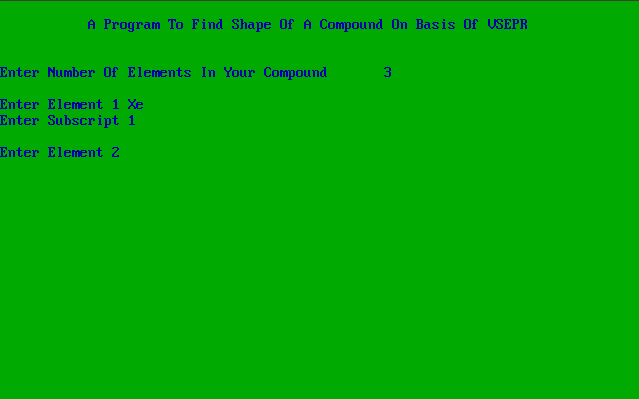 A Program To Find Shape Of A Compound On Basis Of VSEPR
Enter Number Of Elements In Your Compound 3
Enter Element 1 Xe
Enter Subscript 1
Enter Element 2